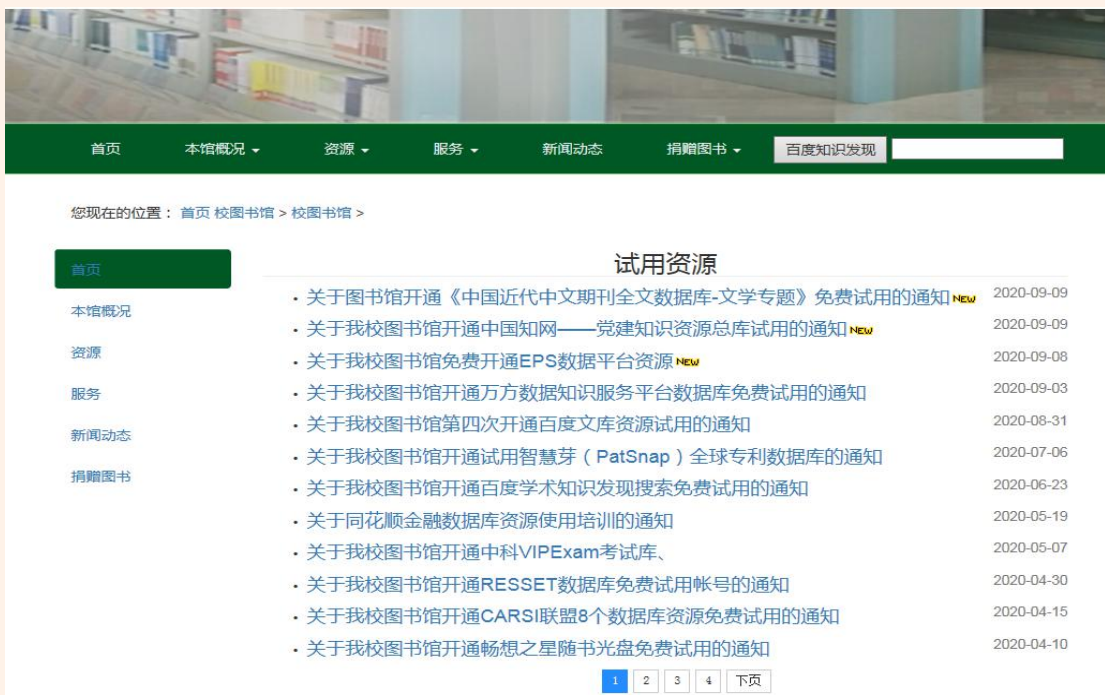 首页 本馆概况 资源 服务 新闻动态 捐赠图书 百度知识发现
您现在的位置： 首页 校图书馆 > 校图书馆 >
首页
本馆概况
资源
服务
新闻动态
捐赠图书
试用资源
· 关于图书馆开通《中国近代中文期刊全文数据库-文学专题》免费试用的通知 NEW 2020-09-09
· 关于我校图书馆开通中国知网——党建知识资源总库试用的通知 NEW 2020-09-09
· 关于我校图书馆免费开通EPS数据平台资源 NEW 2020-09-08
· 关于我校图书馆开通万方数据知识服务平台数据库免费试用的通知 2020-09-03
· 关于我校图书馆第四次开通百度文库资源试用的通知 2020-08-31
· 关于我校图书馆开通试用智慧芽（PatSnap）全球专利数据库的通知 2020-07-06
· 关于我校图书馆开通百度学术知识发现搜索免费试用的通知 2020-06-23
· 关于同花顺金融数据库资源使用培训的通知 2020-05-19
· 关于我校图书馆开通中科VIPExam考试库、 2020-05-07
· 关于我校图书馆开通RESSET数据库免费试用帐号的通知 2020-04-30
· 关于我校图书馆开通CARSI联盟8个数据库资源免费试用的通知 2020-04-15
· 关于我校图书馆开通畅想之星随书光盘免费试用的通知 2020-04-10
1 2 3 4 下页